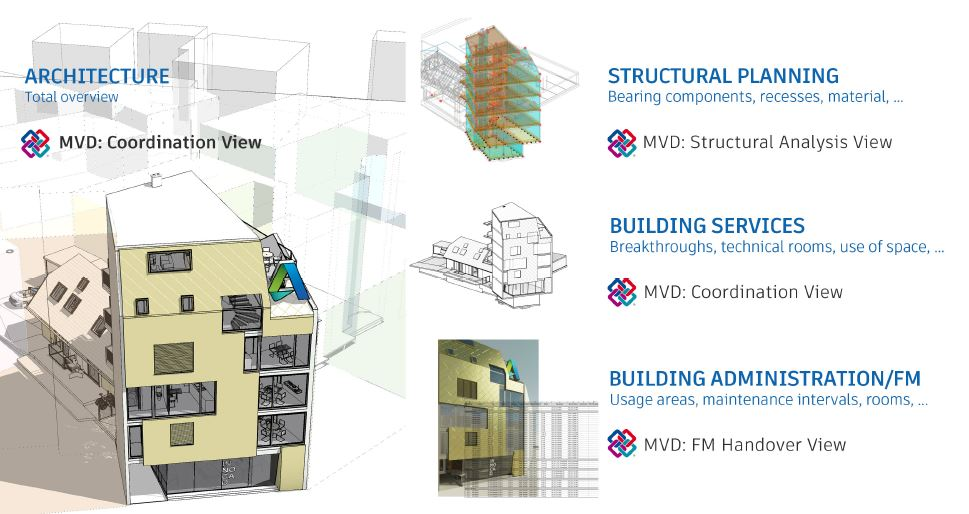 ARCHITECTURE
Total overview
MVD: Coordination View
STRUCTURAL PLANNING
Bearing components, recesses, material, ...
MVD: Structural Analysis View
BUILDING SERVICES
Breakthroughs, technical rooms, use of space, ...
MVD: Coordination View
BUILDING ADMINISTRATION/FM
Usage areas, maintenance intervals, rooms, ...
MVD: FM Handover View